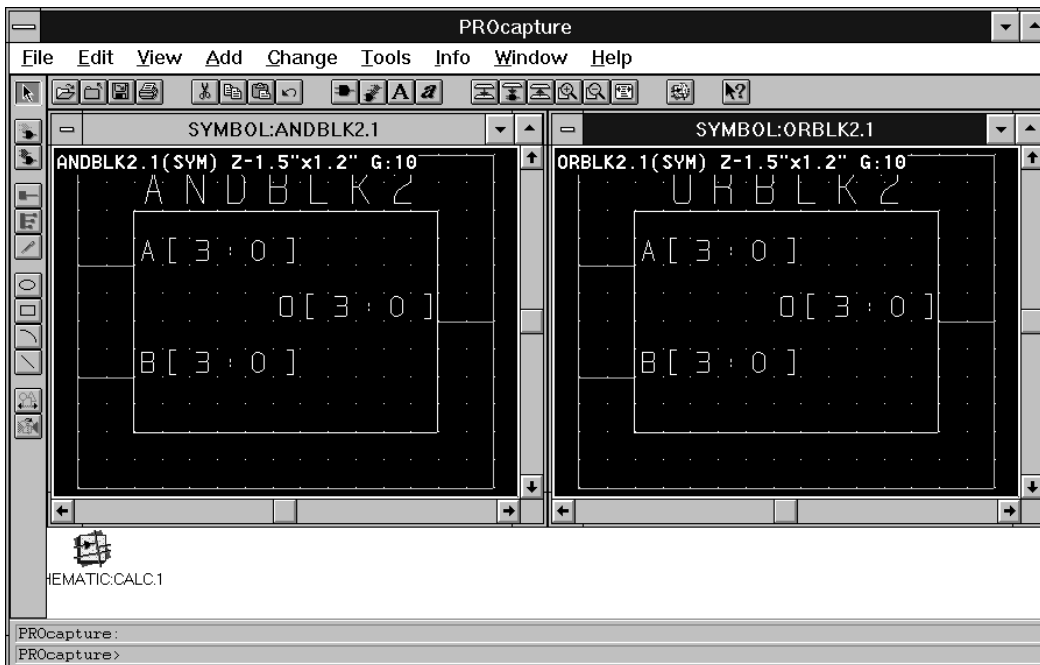 PROcapture
File Edit View Add Change Tools Info Window Help
SYMBOL:ANDBLK2.1
ANDBLK2.1(SYM) Z-1.5"x1.2" G:10
ANDBLK2
A[3:0]
O[3:0]
B[3:0]
SYMBOL:ORBLK2.1
ORBLK2.1(SYM) Z-1.5"x1.2" G:10
ORBLK2
A[3:0]
O[3:0]
B[3:0]
HEMATIC:CALC.1
PROcapture:
PROcapture>